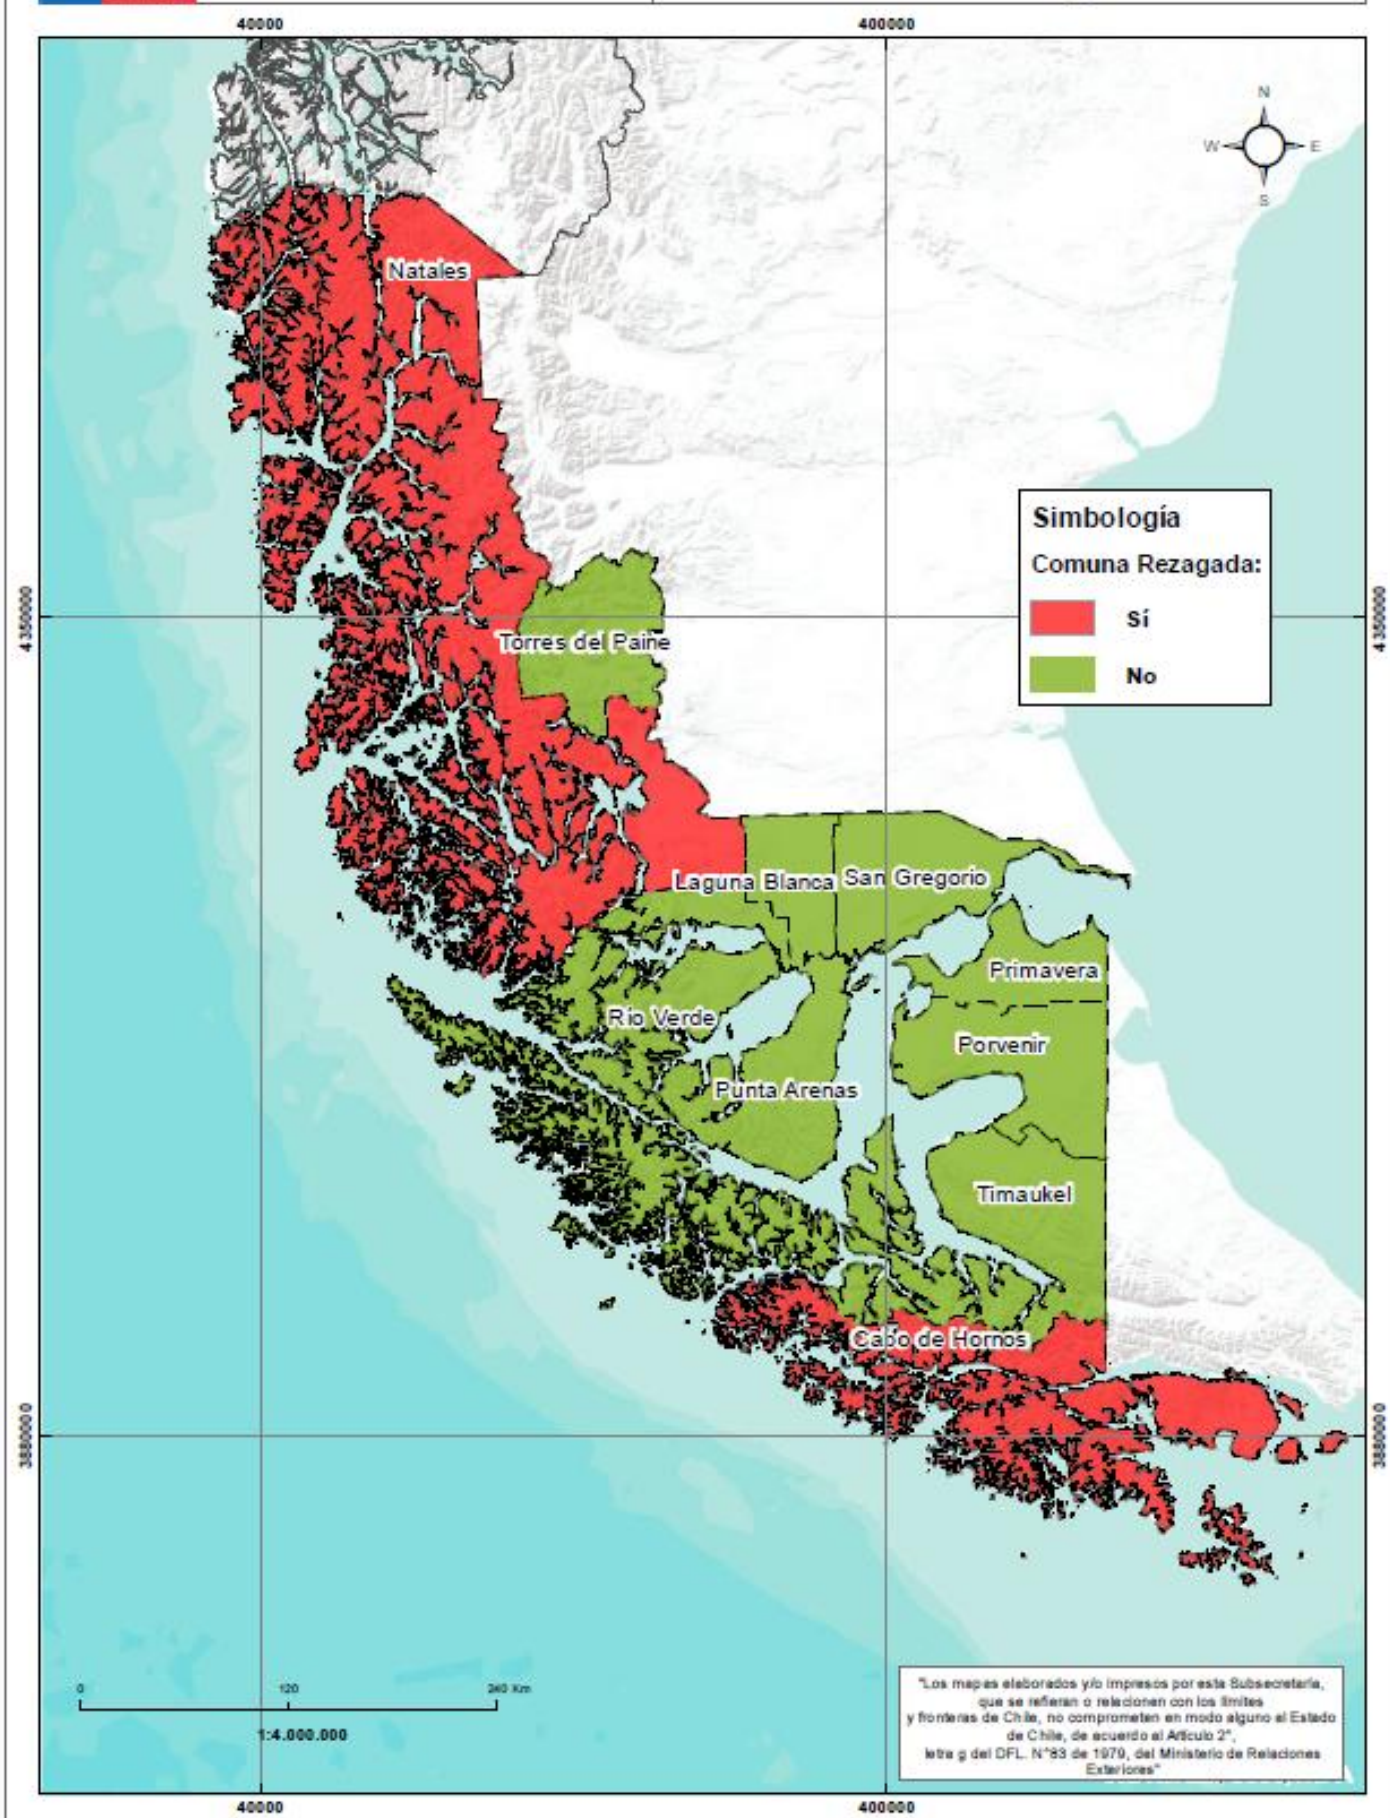 40000
400000
N
W
E
S
Natales
Simbología
Comuna Rezagada:
Sí
No
4350000
4350000
Torres del Paine
Laguna Blanca
San Gregorio
Primavera
Río Verde
Porvenir
Punta Arenas
Timaukel
Cabo de Hornos
3880000
3880000
0
120
240 Km
1:4.000.000
"Los mapas elaborados y/o impresos por esta Subsecretaría,
que se refieran o relacionen con los límites
y fronteras de Chile, no comprometen en modo alguno al Estado
de Chile, de acuerdo al Artículo 2°,
letra g del DFL. N°83 de 1979, del Ministerio de Relaciones
Exteriores"
40000
400000